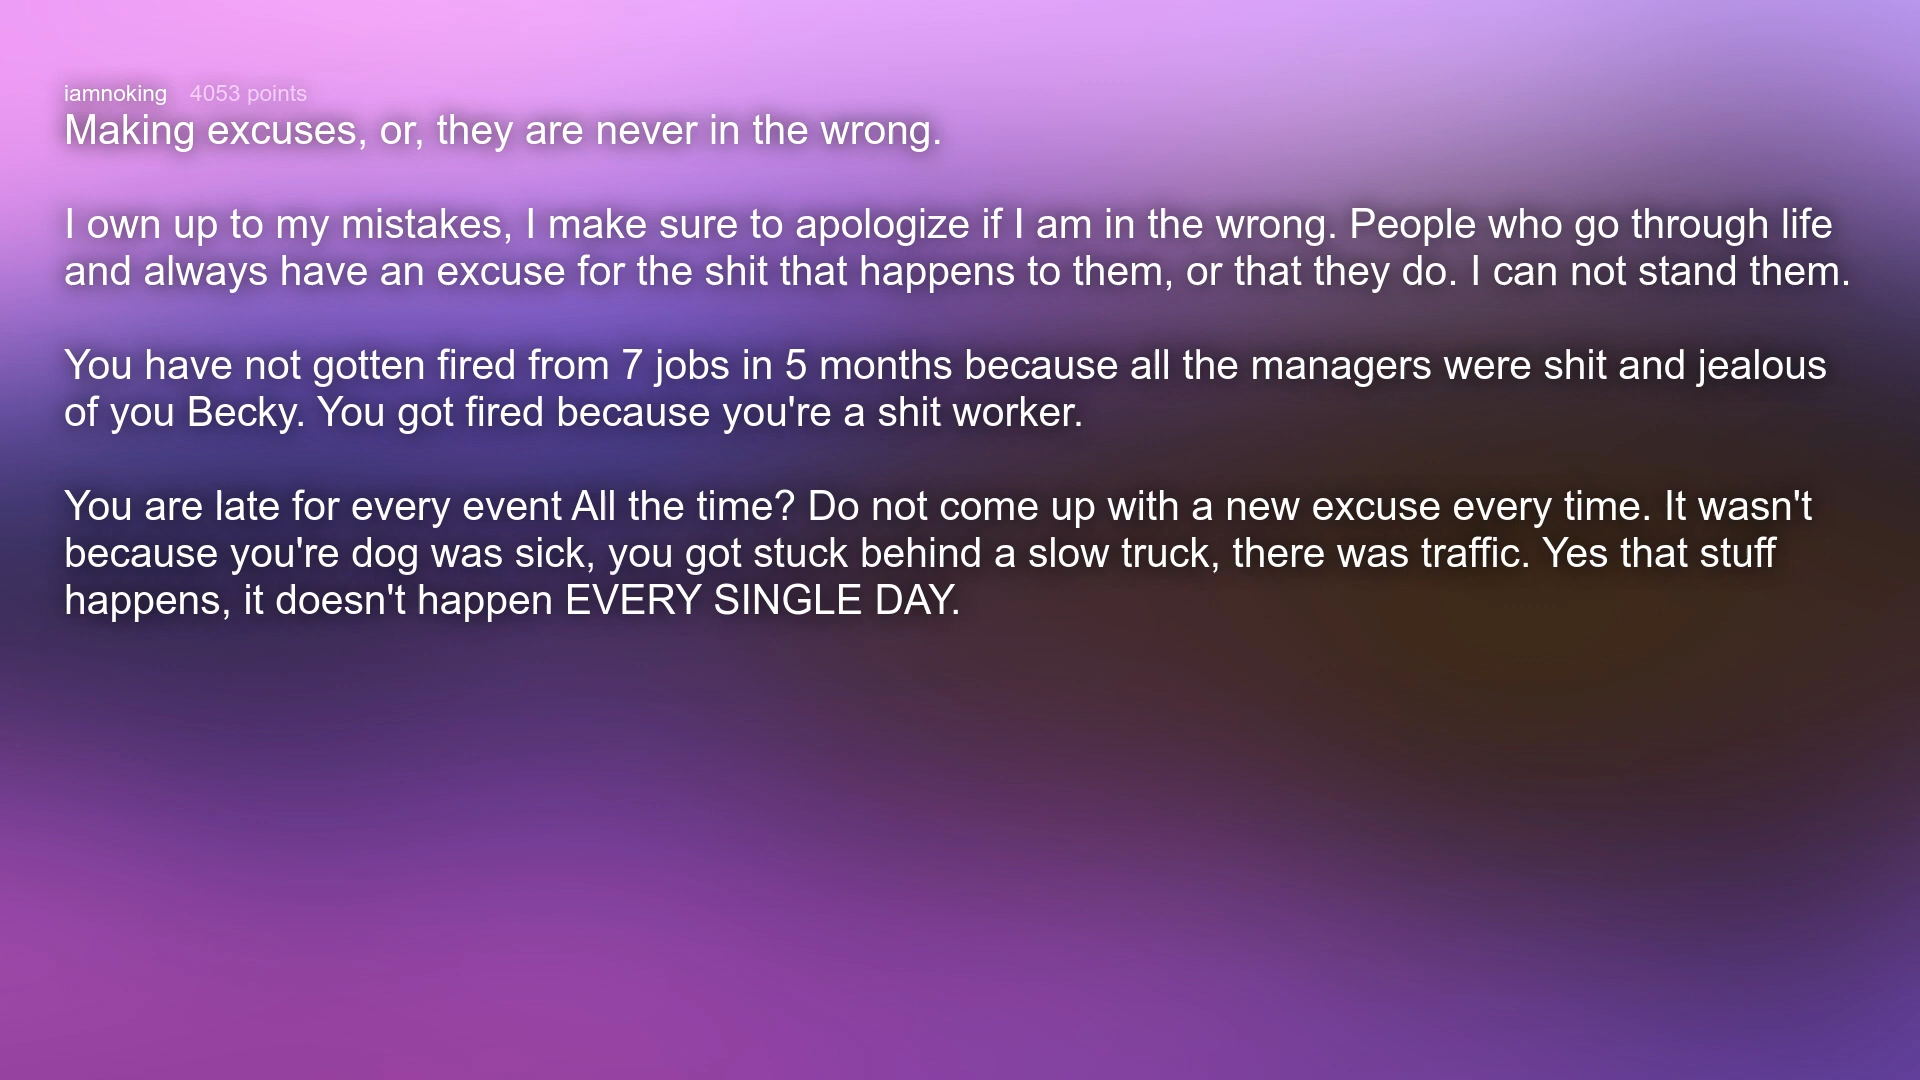 iamnoking 4053 points
Making excuses, or, they are never in the wrong.
I own up to my mistakes, I make sure to apologize if I am in the wrong. People who go through life
and always have an excuse for the shit that happens to them, or that they do. I can not stand them.
You have not gotten fired from 7 jobs in 5 months because all the managers were shit and jealous
of you Becky. You got fired because you're a shit worker.
You are late for every event All the time? Do not come up with a new excuse every time. It wasn't
because you're dog was sick, you got stuck behind a slow truck, there was traffic. Yes that stuff
happens, it doesn't happen EVERY SINGLE DAY.